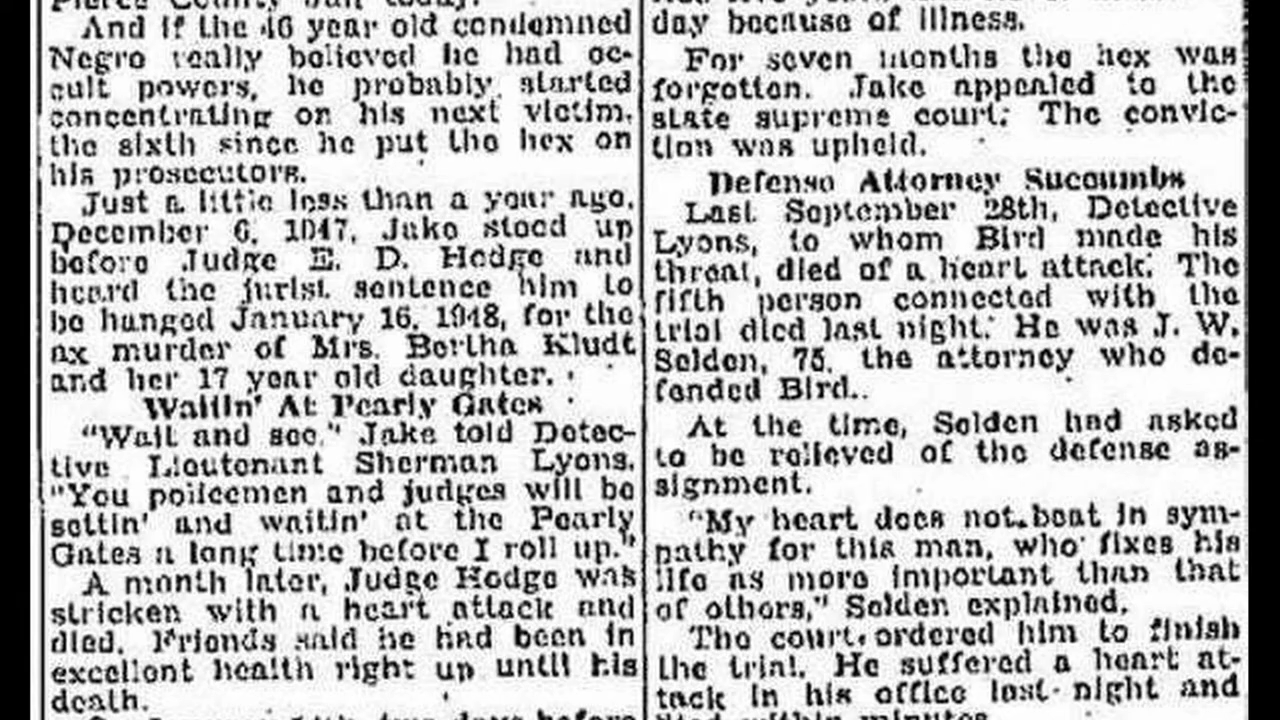 And if the 46 year old condemned
Negro really believed he had oc-
cult powers, he probably started
concentrating on his next victim,
the sixth since he put the hex on
his prosecutors.
Just a little less than a year ago,
December 6, 1947, Jake stood up
before Judge E. D. Hodge and
heard the jurist sentence him to
be hanged January 16, 1948, for the
ax murder of Mrs. Bertha Kludt
and her 17 year old daughter.
Waitin' At Pearly Gates
"Wait and see," Jake told Detec-
tive Lieutenant Sherman Lyons.
"You policemen and judges will be
settin' and waitin' at the Pearly
Gates a long time before I roll up."
A month later, Judge Hodge was
stricken with a heart attack and
died. Friends said he had been in
excellent health right up until his
death.
two days before
day because of illness.
For seven months the hex was
forgotten. Jake appealed to the
state supreme court: The convic-
tion was upheld.
Defense Attorney Succumbs
Last September 28th, Detective
Lyons, to whom Bird made his
threat, died of a heart attack. The
fifth person connected with the
trial died last night. He was J. W.
Selden, 75, the attorney who de-
fended Bird..
At the time, Selden had asked
to be relieved of the defense as-
signment.
"My heart does not beat in sym-
pathy for this man, who fixes his
life as more important than that
of others," Selden explained.
The court ordered him to finish
the trial. He suffered a heart at-
tack in his office last night and
died within minutes.